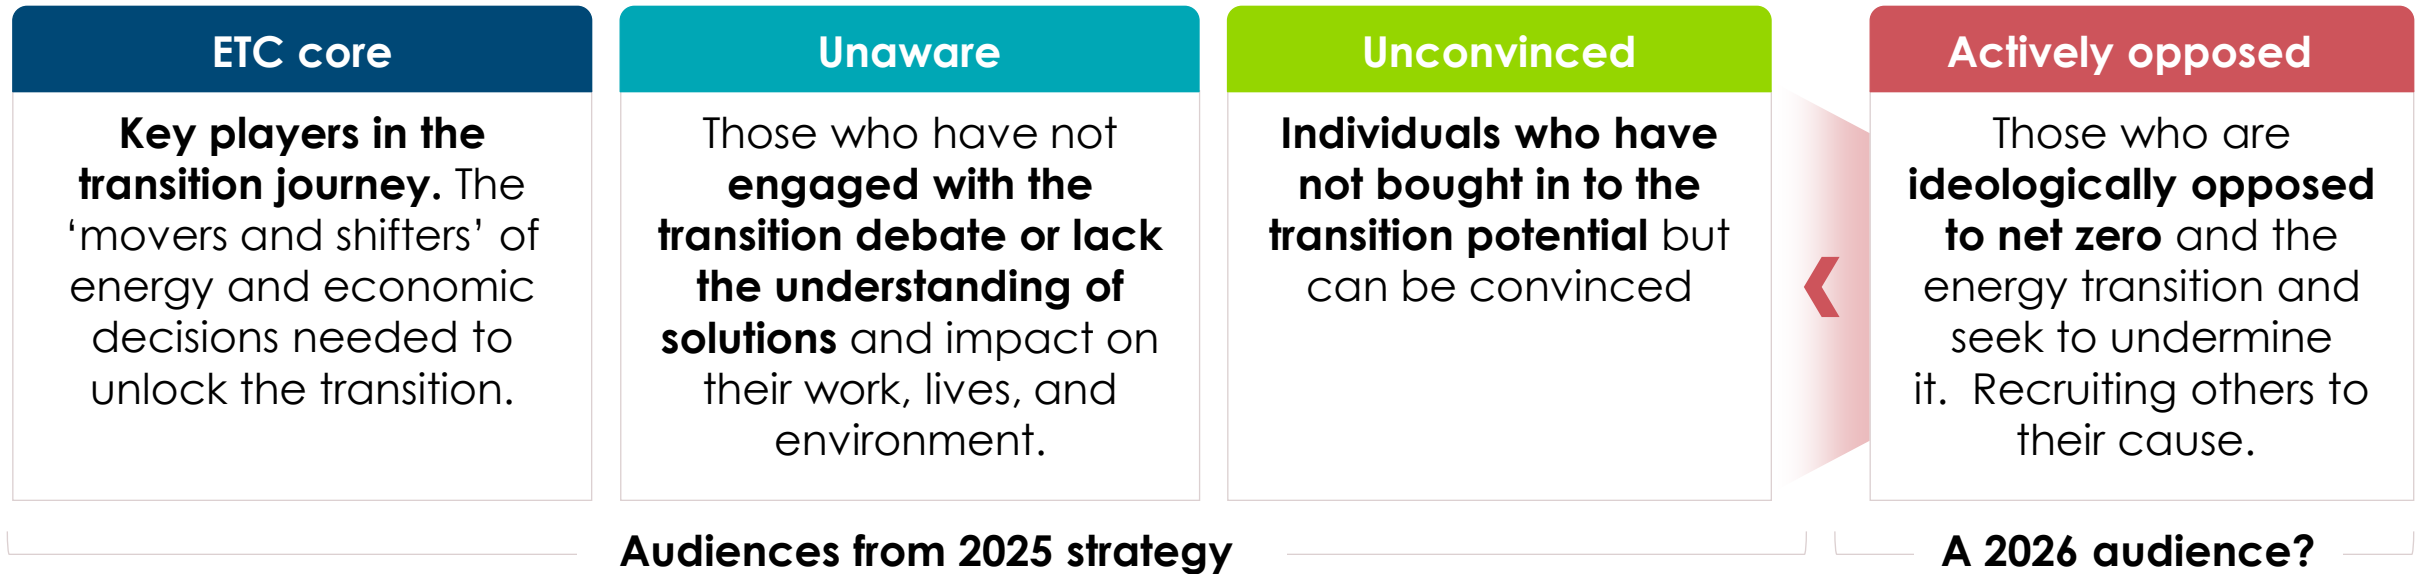 ETC core
Key players in the
transition journey. The
‘movers and shifters’ of
energy and economic
decisions needed to
unlock the transition.
Unaware
Those who have not
engaged with the
transition debate or lack
the understanding of
solutions and impact on
their work, lives, and
environment.
Unconvinced
Individuals who have
not bought in to the
transition potential but
can be convinced
Actively opposed
Those who are
ideologically opposed
to net zero and the
energy transition and
seek to undermine
it.  Recruiting others to
their cause.
Audiences from 2025 strategy
A 2026 audience?